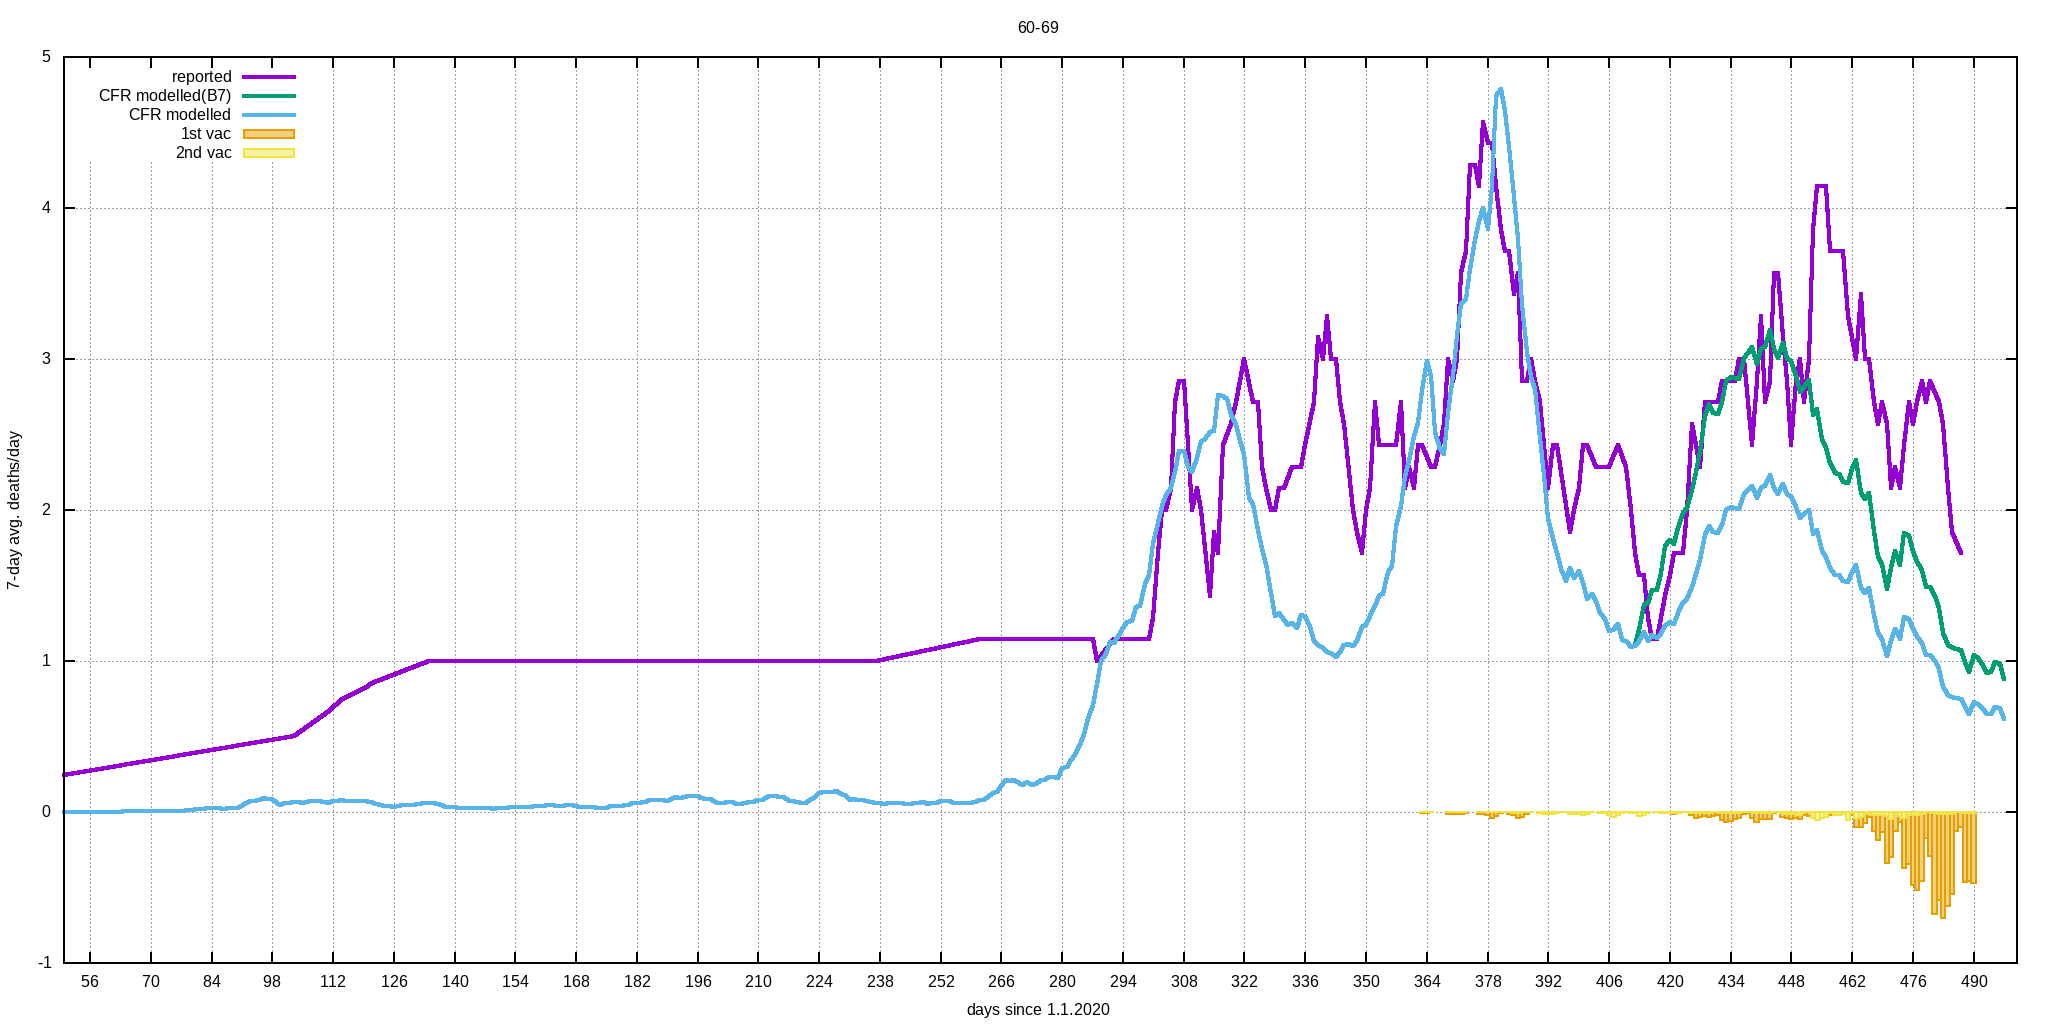 60-69
reported
CFR modelled(B7)
CFR modelled
1st vac
2nd vac
5
4
3
2
1
0
-1
7-day avg. deaths/day
56 70 84 98 112 126 140 154 168 182 196 210 224 238 252 266 280 294 308 322 336 350 364 378 392 406 420 434 448 462 476 490
days since 1.1.2020